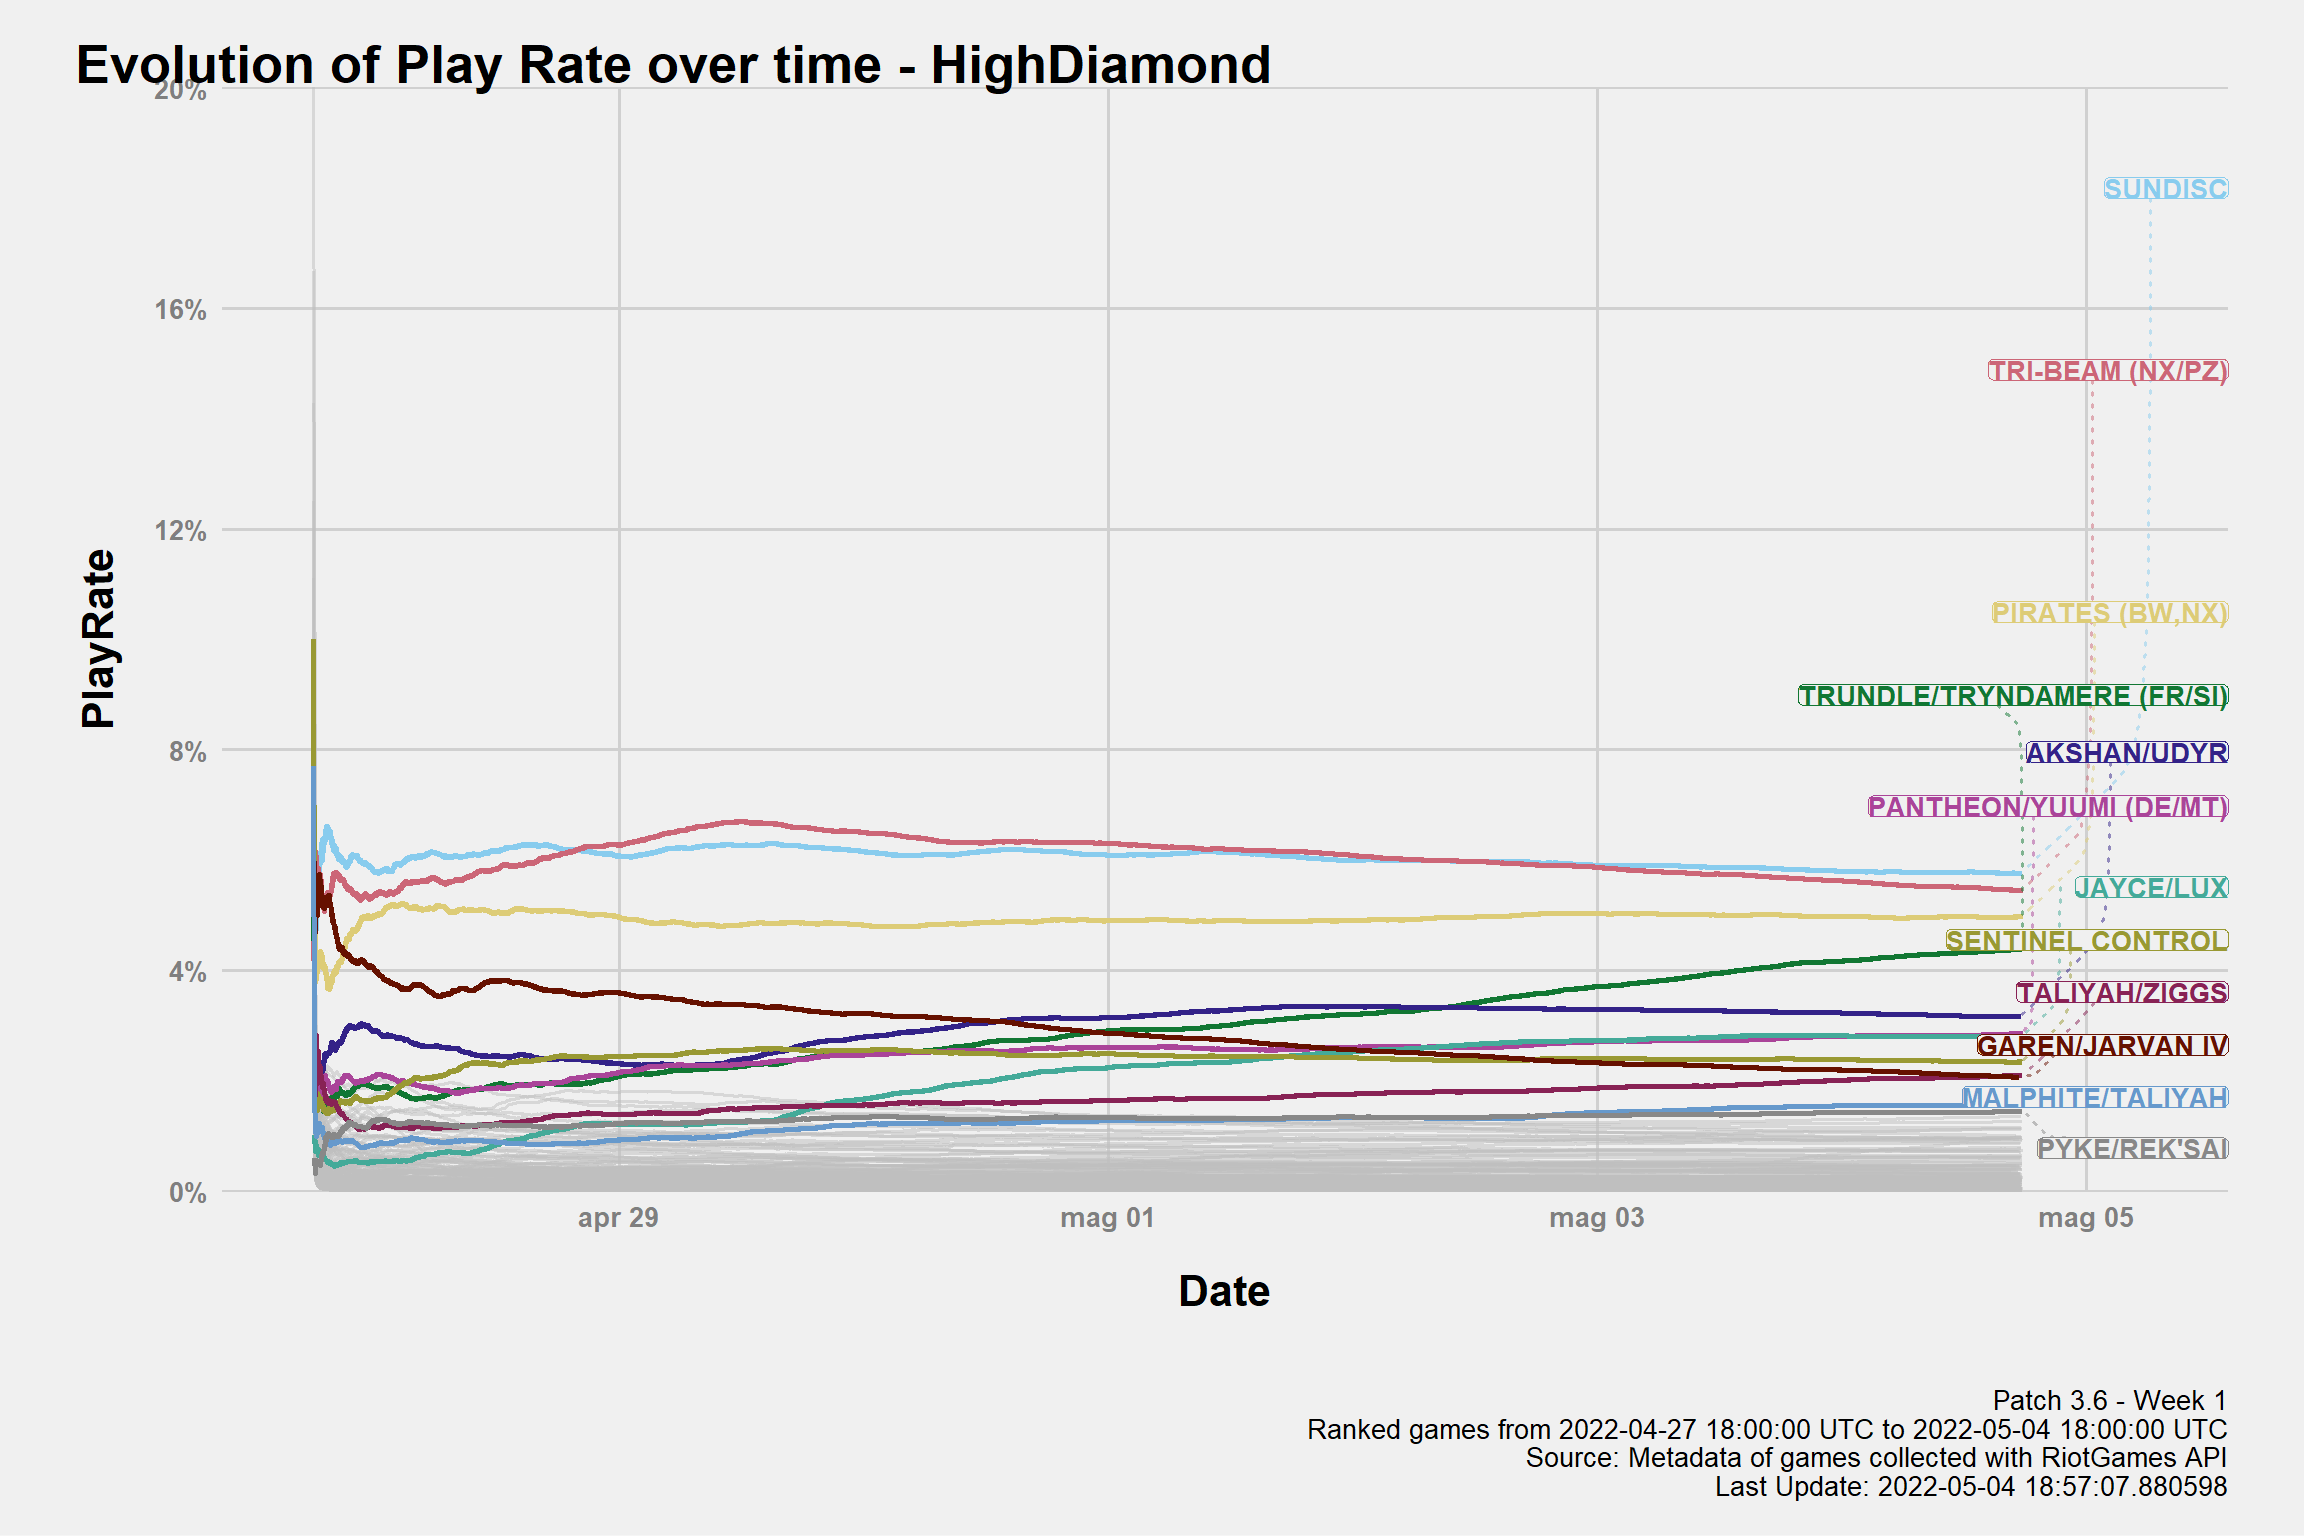 Evolution of Play Rate over time - HighDiamond
20%
16%
12%
8%
4%
0%
PlayRate
SUNDISC
TRI-BEAM (NX/PZ)
PIRATES (BW,NX)
TRUNDLE/TRYNDAMERE (FR/SI)
AKSHAN/UDYR
PANTHEON/YUUMI (DE/MT)
JAYCE/LUX
SENTINEL CONTROL
TALIYAH/ZIGGS
GAREN/JARVAN IV
MALPHITE/TALIYAH
PYKE/REK'SAI
apr 29
mag 01
mag 03
mag 05
Date
Patch 3.6 - Week 1
Ranked games from 2022-04-27 18:00:00 UTC to 2022-05-04 18:00:00 UTC
Source: Metadata of games collected with RiotGames API
Last Update: 2022-05-04 18:57:07.880598